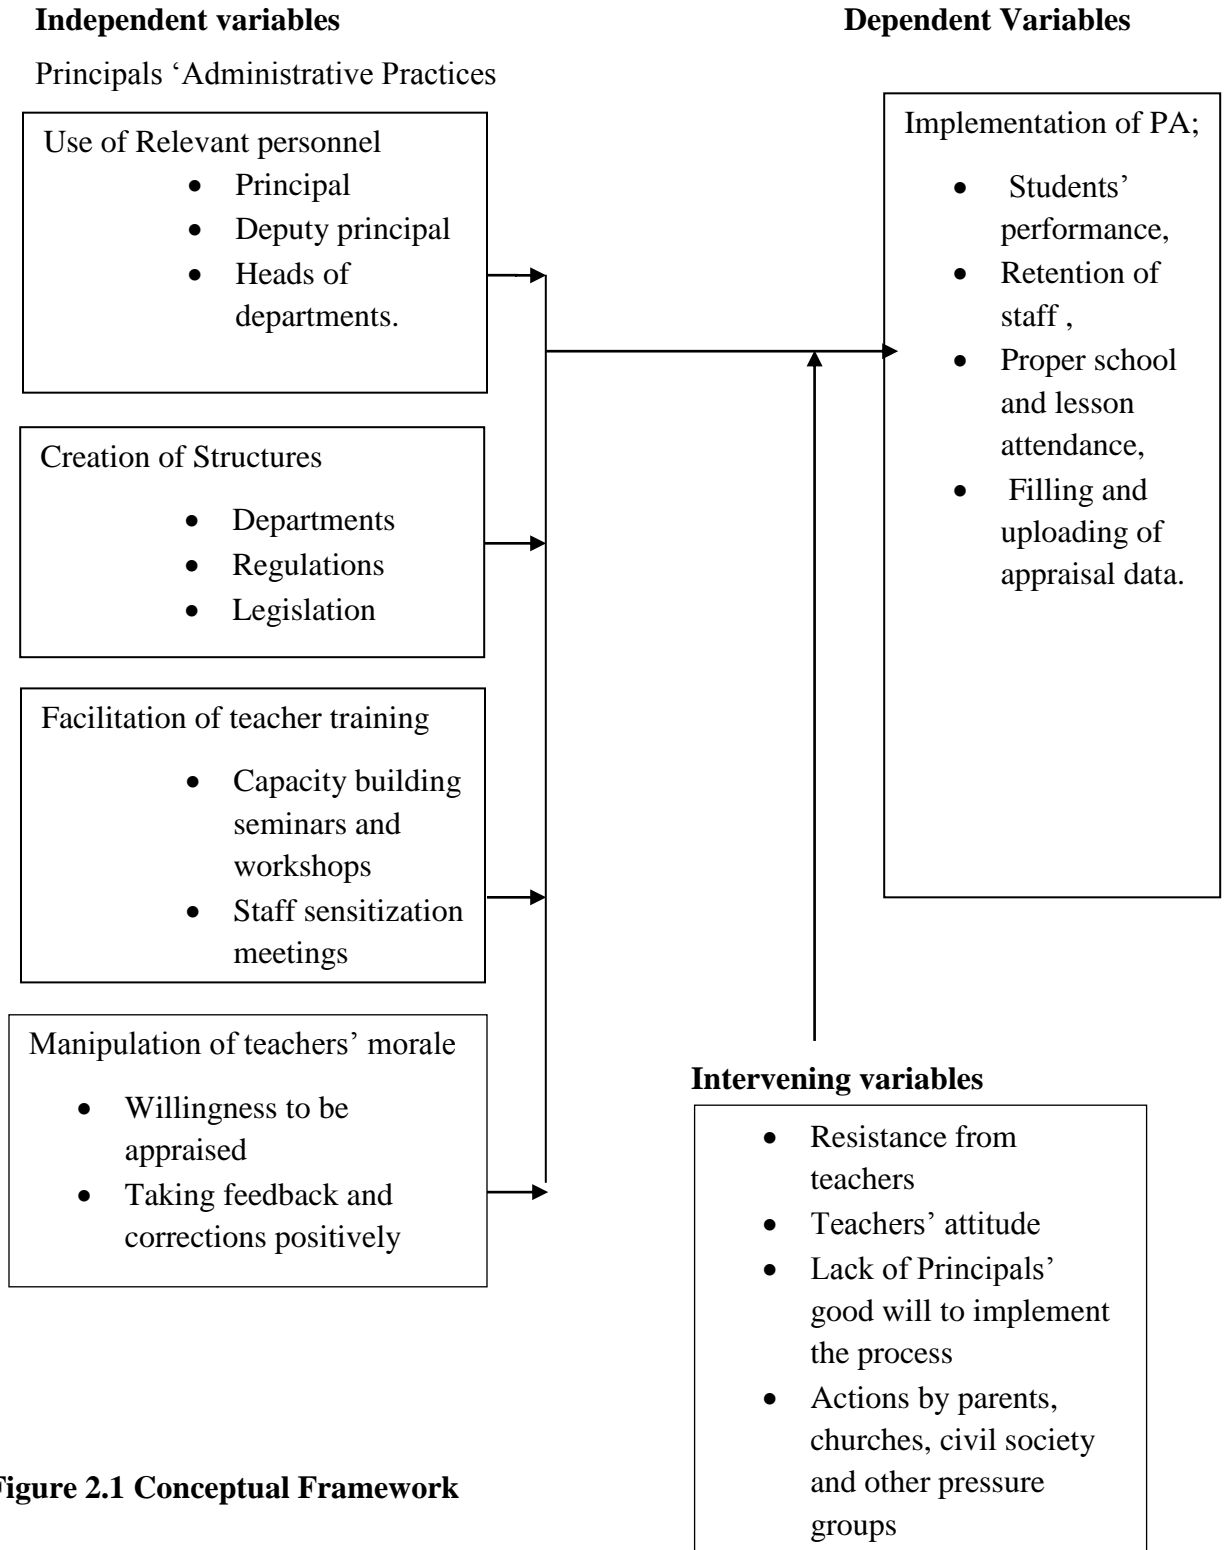 Independent variables
Dependent Variables
Principals ‘Administrative Practices
Use of Relevant personnel
• Principal
• Deputy principal
• Heads of
departments.
Creation of Structures
• Departments
• Regulations
• Legislation
Facilitation of teacher training
• Capacity building
seminars and
workshops
• Staff sensitization
meetings
Manipulation of teachers’ morale
• Willingness to be
appraised
• Taking feedback and
corrections positively
Implementation of PA;
• Students’
performance,
• Retention of
staff ,
• Proper school
and lesson
attendance,
• Filling and
uploading of
appraisal data.
Intervening variables
• Resistance from
teachers
• Teachers’ attitude
• Lack of Principals’
good will to implement
the process
• Actions by parents,
churches, civil society
and other pressure
groups
Figure 2.1 Conceptual Framework